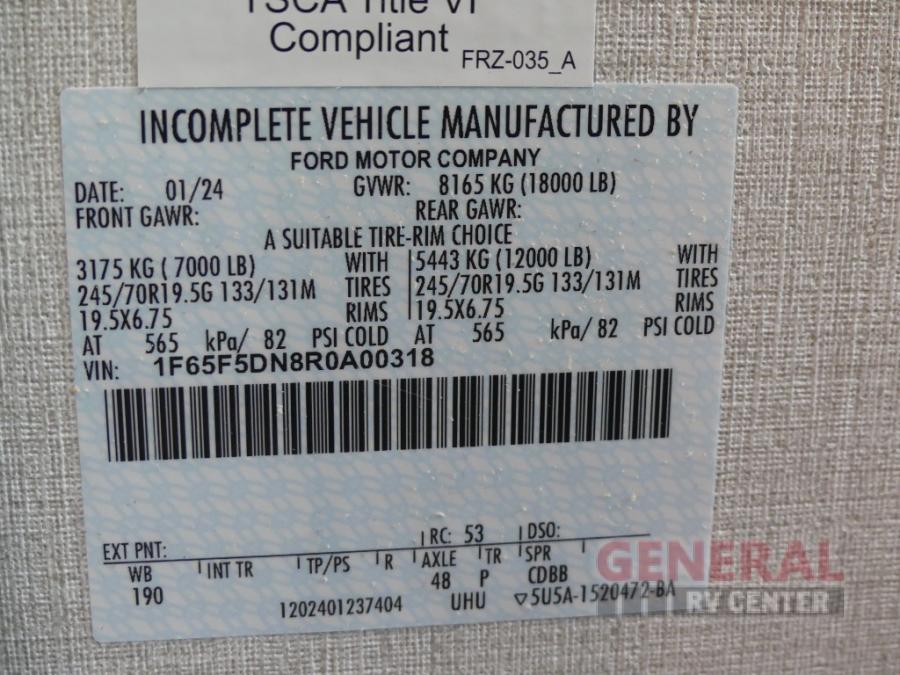 TSCA Title VI
Compliant
FRZ-035_A
INCOMPLETE VEHICLE MANUFACTURED BY
FORD MOTOR COMPANY
DATE: 01/24 GVWR: 8165 KG (18000 LB)
FRONT GAWR: REAR GAWR:
A SUITABLE TIRE-RIM CHOICE
3175 KG ( 7000 LB) WITH 5443 KG (12000 LB) WITH
245/70R19.5G 133/131M TIRES 245/70R19.5G 133/131M TIRES
19.5X6.75 RIMS 19.5X6.75 RIMS
AT 565 kPa/ 82 PSI COLD AT 565 kPa/ 82 PSI COLD
VIN: 1F65F5DN8R0A00318
EXT PNT: RC: 53 DSO:
WB INT TR TP/PS R AXLE TR SPR
190 48 P CDBB
1202401237404 UHU ▽5U5A-1520472-BA
GENERAL
RV CENTER